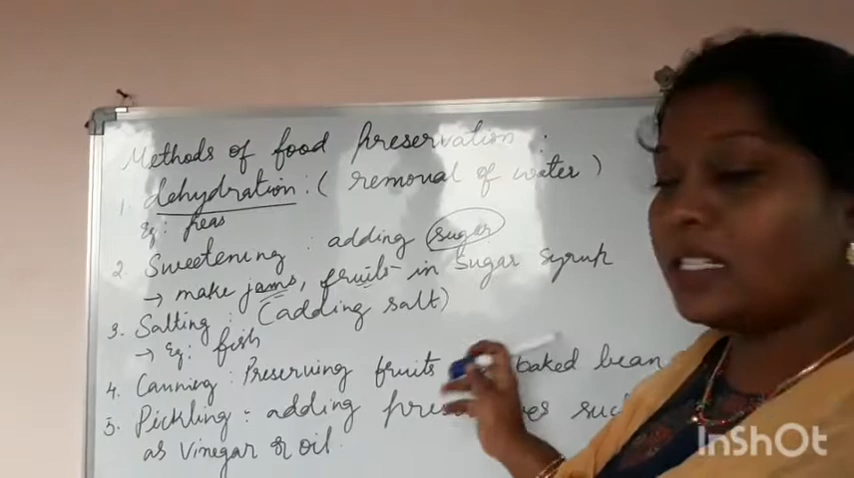 Methods of food preservation :
1. dehydration : ( removal of water )
Eg : peas
2. Sweetening : adding sugar
→ make jams, fruits in sugar syrup
3. Salting : (adding salt)
→ Eg : fish
4. Canning : Preserving fruits baked bean
5. Pickling : adding
as vinegar & oil.
InShOt